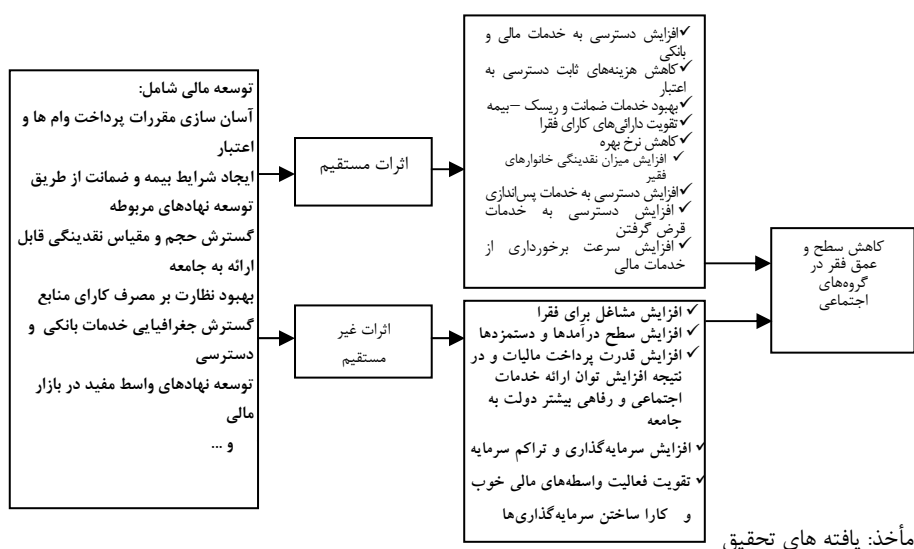 توسعه مالی شامل:
آسان سازی مقررات پرداخت وام ها و
اعتبار
ایجاد شرایط بیمه و ضمانت از طریق
توسعه نهادهای مربوطه
گسترش حجم و مقیاس نقدینگی قابل
ارائه به جامعه
بهبود نظارت بر مصرف کارای منابع
گسترش جغرافیایی خدمات بانکی و
دسترسی
توسعه نهادهای واسط مفید در بازار
مالی
و ...
اثرات مستقیم
اثرات غیر
مستقیم
✓افزایش دسترسی به خدمات مالی و
بانکی
✓کاهش هزینه‌های ثابت دسترسی به
اعتبار
✓بهبود خدمات ضمانت و ریسک –بیمه
✓تقویت دارائی‌های کارای فقرا
✓کاهش نرخ بهره
✓ افزایش میزان نقدینگی خانوارهای
فقیر
✓افزایش دسترسی به خدمات پس‌اندازی
✓ افزایش دسترسی به خدمات
قرض گرفتن
✓ افزایش سرعت برخورداری از
خدمات مالی
✓ افزایش مشاغل برای فقرا
✓ افزایش سطح درآمدها و دستمزدها
✓ افزایش قدرت پرداخت مالیات و در
نتیجه افزایش توان ارائه خدمات
اجتماعی و رفاهی بیشتر دولت به
جامعه
✓ افزایش سرمایه‌گذاری و تراکم سرمایه
✓ تقویت فعالیت واسطه‌های مالی خوب
و کارا ساختن سرمایه‌گذاری‌ها
کاهش سطح و
عمق فقر در
گروه‌های
اجتماعی
مأخذ: یافته های تحقیق